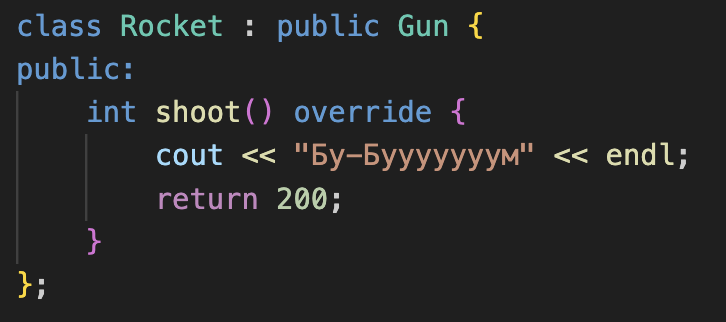 class Rocket : public Gun {
public:
    int shoot() override {
        cout << "Бу-Бууууууум" << endl;
        return 200;
    }
};